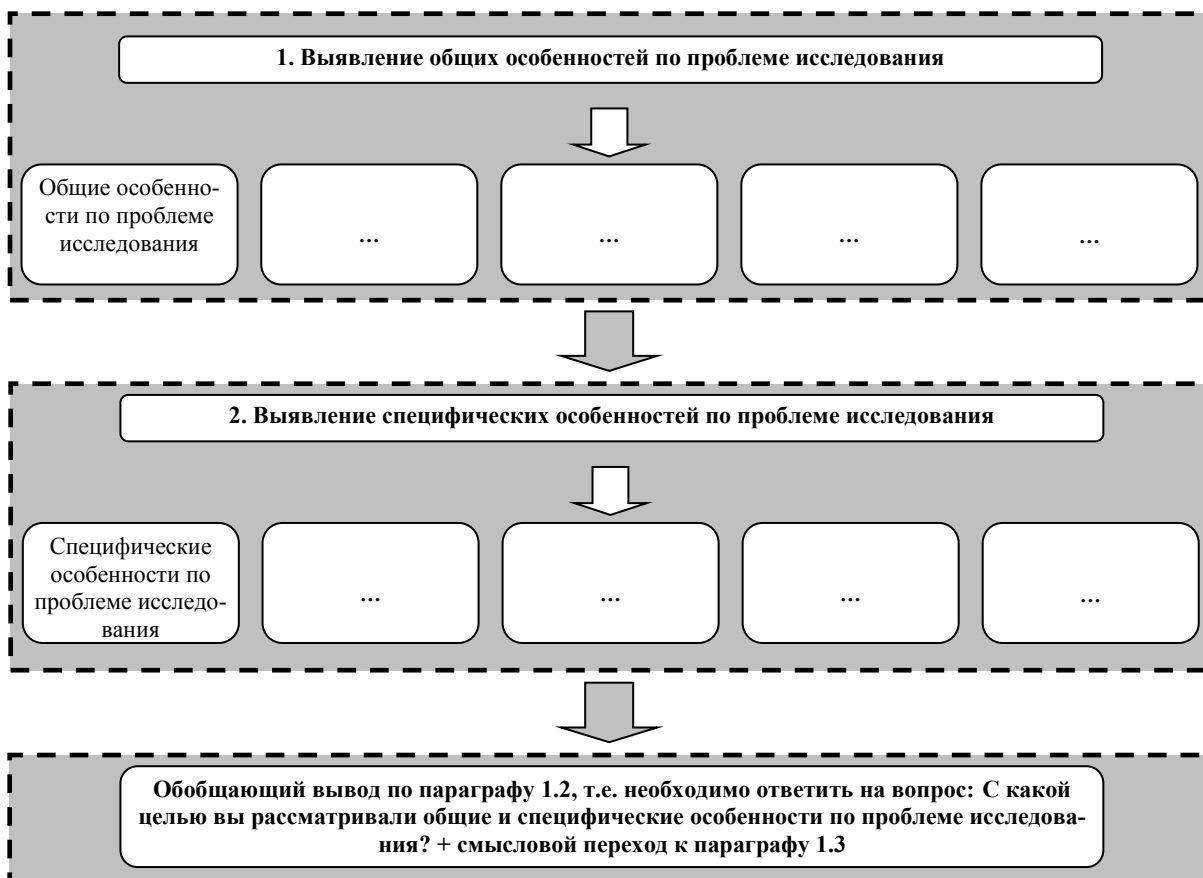 1. Выявление общих особенностей по проблеме исследования
Общие особенно-
сти по проблеме
исследования
...
...
...
...
2. Выявление специфических особенностей по проблеме исследования
Специфические
особенности по
проблеме исследо-
вания
...
...
...
...
Обобщающий вывод по параграфу 1.2, т.е. необходимо ответить на вопрос: С какой
целью вы рассматривали общие и специфические особенности по проблеме исследова-
ния? + смысловой переход к параграфу 1.3